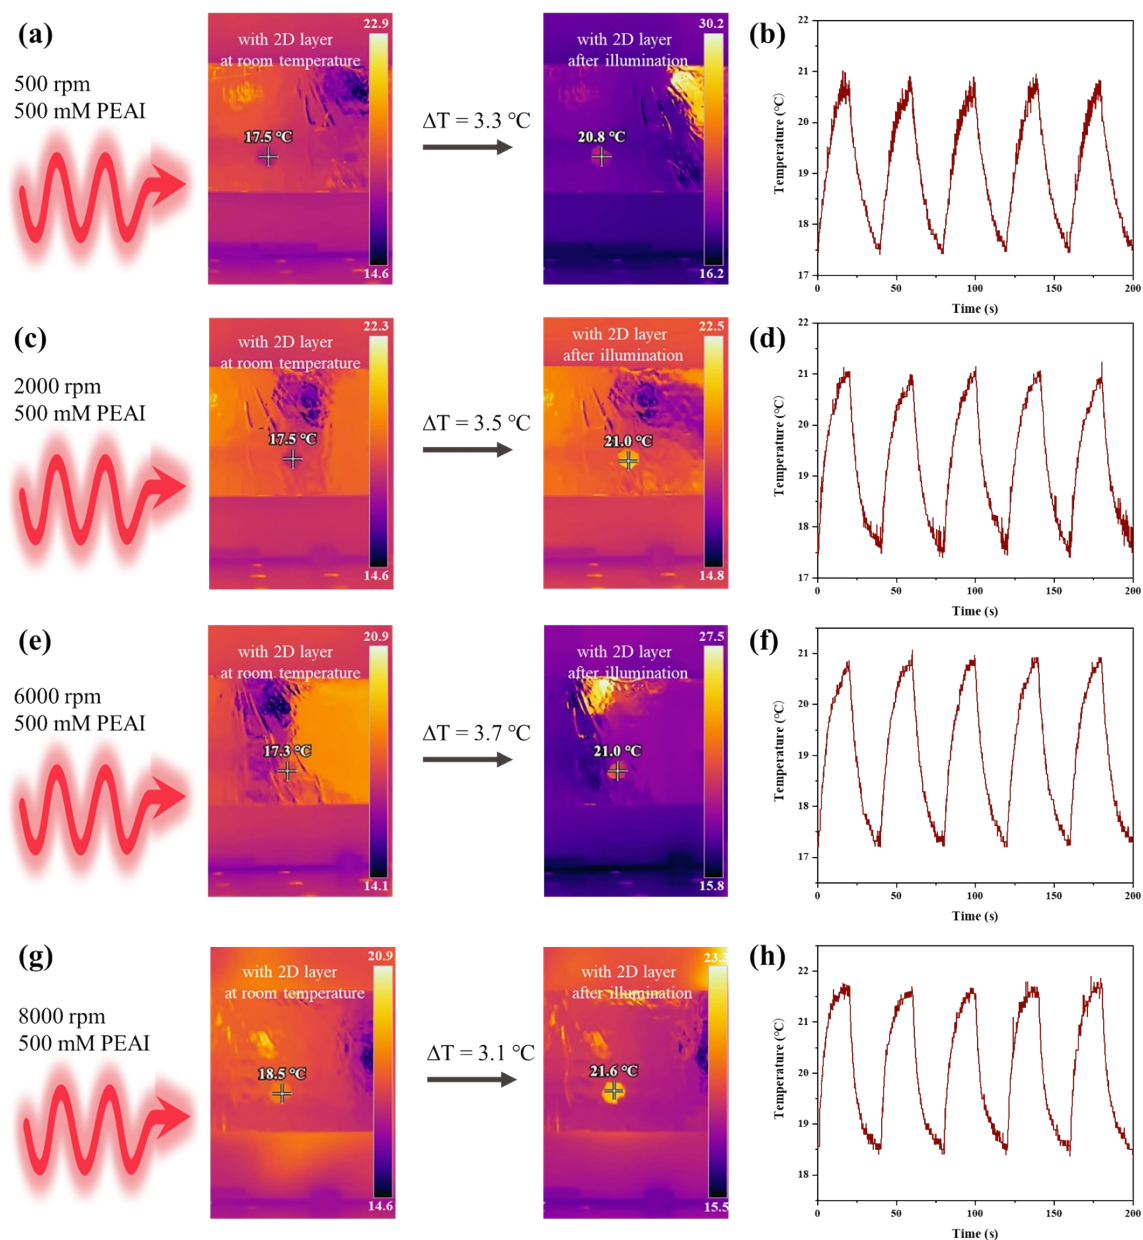 (a)
500 rpm
500 mM PEAI
22.9
with 2D layer
at room temperature
17.5 ℃
14.6
ΔT = 3.3 ℃
30.2
with 2D layer
after illumination
20.8 ℃
16.2
(b)
22
21
20
19
18
17
Temperature (℃)
0
50
100
150
200
Time (s)
(c)
2000 rpm
500 mM PEAI
22.3
with 2D layer
at room temperature
17.5 ℃
14.6
ΔT = 3.5 ℃
22.5
with 2D layer
after illumination
21.0 ℃
14.8
(d)
22
21
20
19
18
17
Temperature (℃)
0
50
100
150
200
Time (s)
(e)
6000 rpm
500 mM PEAI
20.9
with 2D layer
at room temperature
17.3 ℃
14.1
ΔT = 3.7 ℃
27.5
with 2D layer
after illumination
21.0 ℃
15.8
(f)
21
20
19
18
17
Temperature (℃)
0
50
100
150
200
Time (s)
(g)
8000 rpm
500 mM PEAI
20.9
with 2D layer
at room temperature
18.5 ℃
14.6
ΔT = 3.1 ℃
23.3
with 2D layer
after illumination
21.6 ℃
15.5
(h)
22
21
20
19
18
Temperature (℃)
0
50
100
150
200
Time (s)